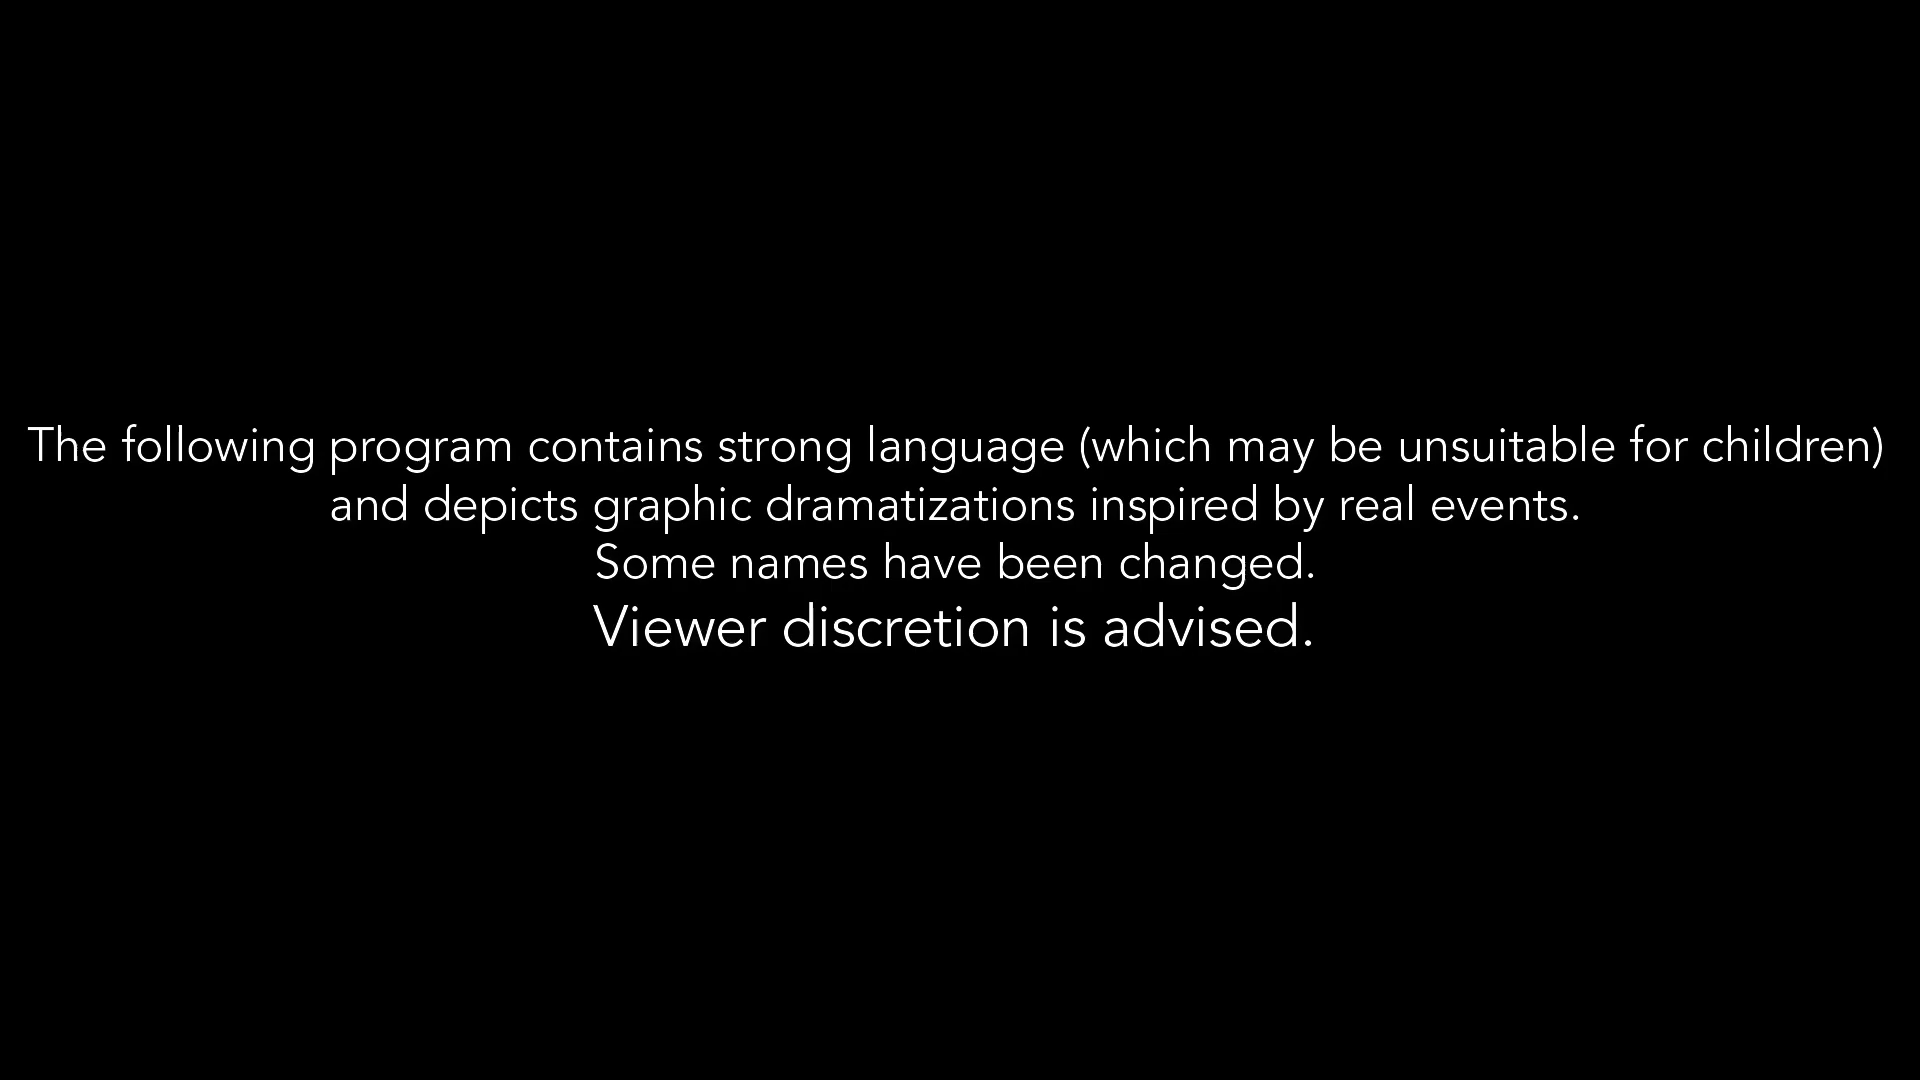 The following program contains strong language (which may be unsuitable for children)
and depicts graphic dramatizations inspired by real events.
Some names have been changed.
Viewer discretion is advised.